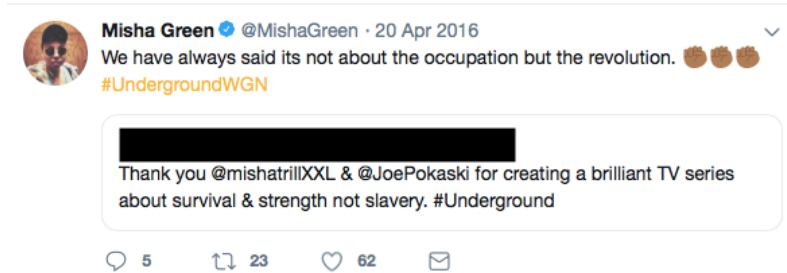 Misha Green @MishaGreen · 20 Apr 2016
We have always said its not about the occupation but the revolution. ✊🏾✊🏾✊🏾
#UndergroundWGN
Thank you @mishatrillXXL & @JoePokaski for creating a brilliant TV series
about survival & strength not slavery. #Underground
5 23 62